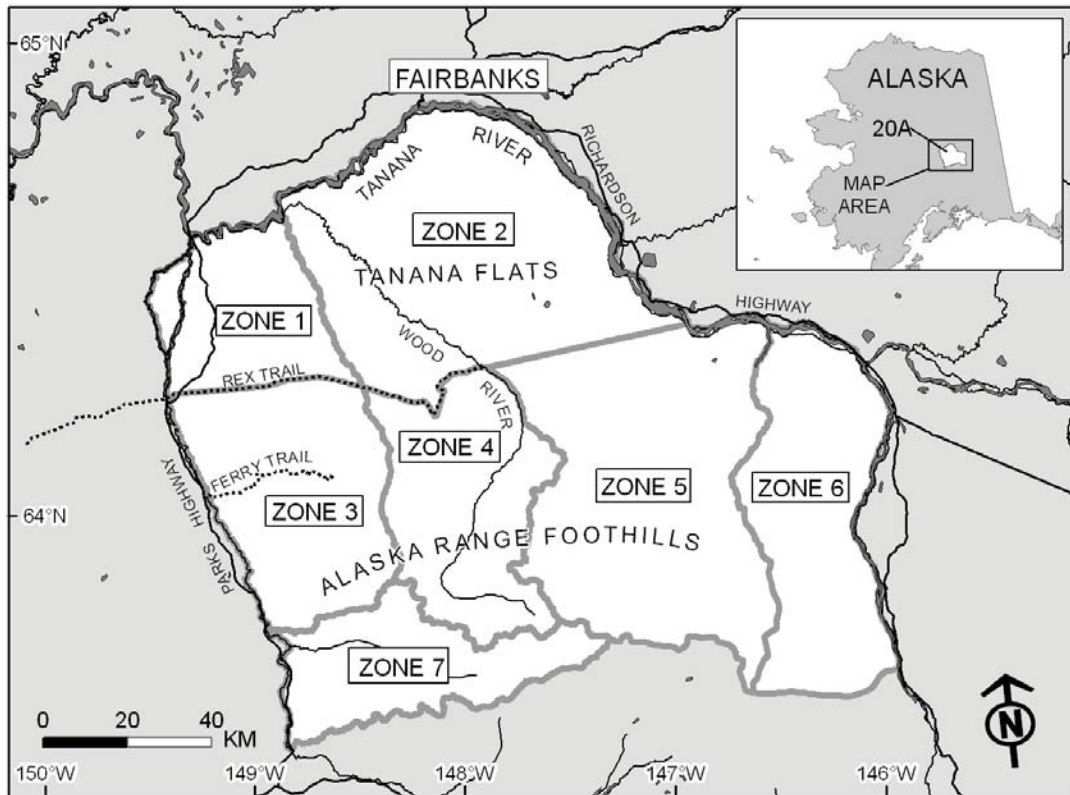 65°N
FAIRBANKS
TANANA RIVER
RICHARDSON HIGHWAY
ALASKA
20A
MAP
AREA
ZONE 2
TANANA FLATS
ZONE 1
WOOD RIVER
REX TRAIL
ZONE 4
FERRY TRAIL
PARKS HIGHWAY
ZONE 5
ZONE 6
64°N
ZONE 3
ALASKA RANGE FOOTHILLS
ZONE 7
0 20 40
KM
N
150°W 149°W 148°W 147°W 146°W